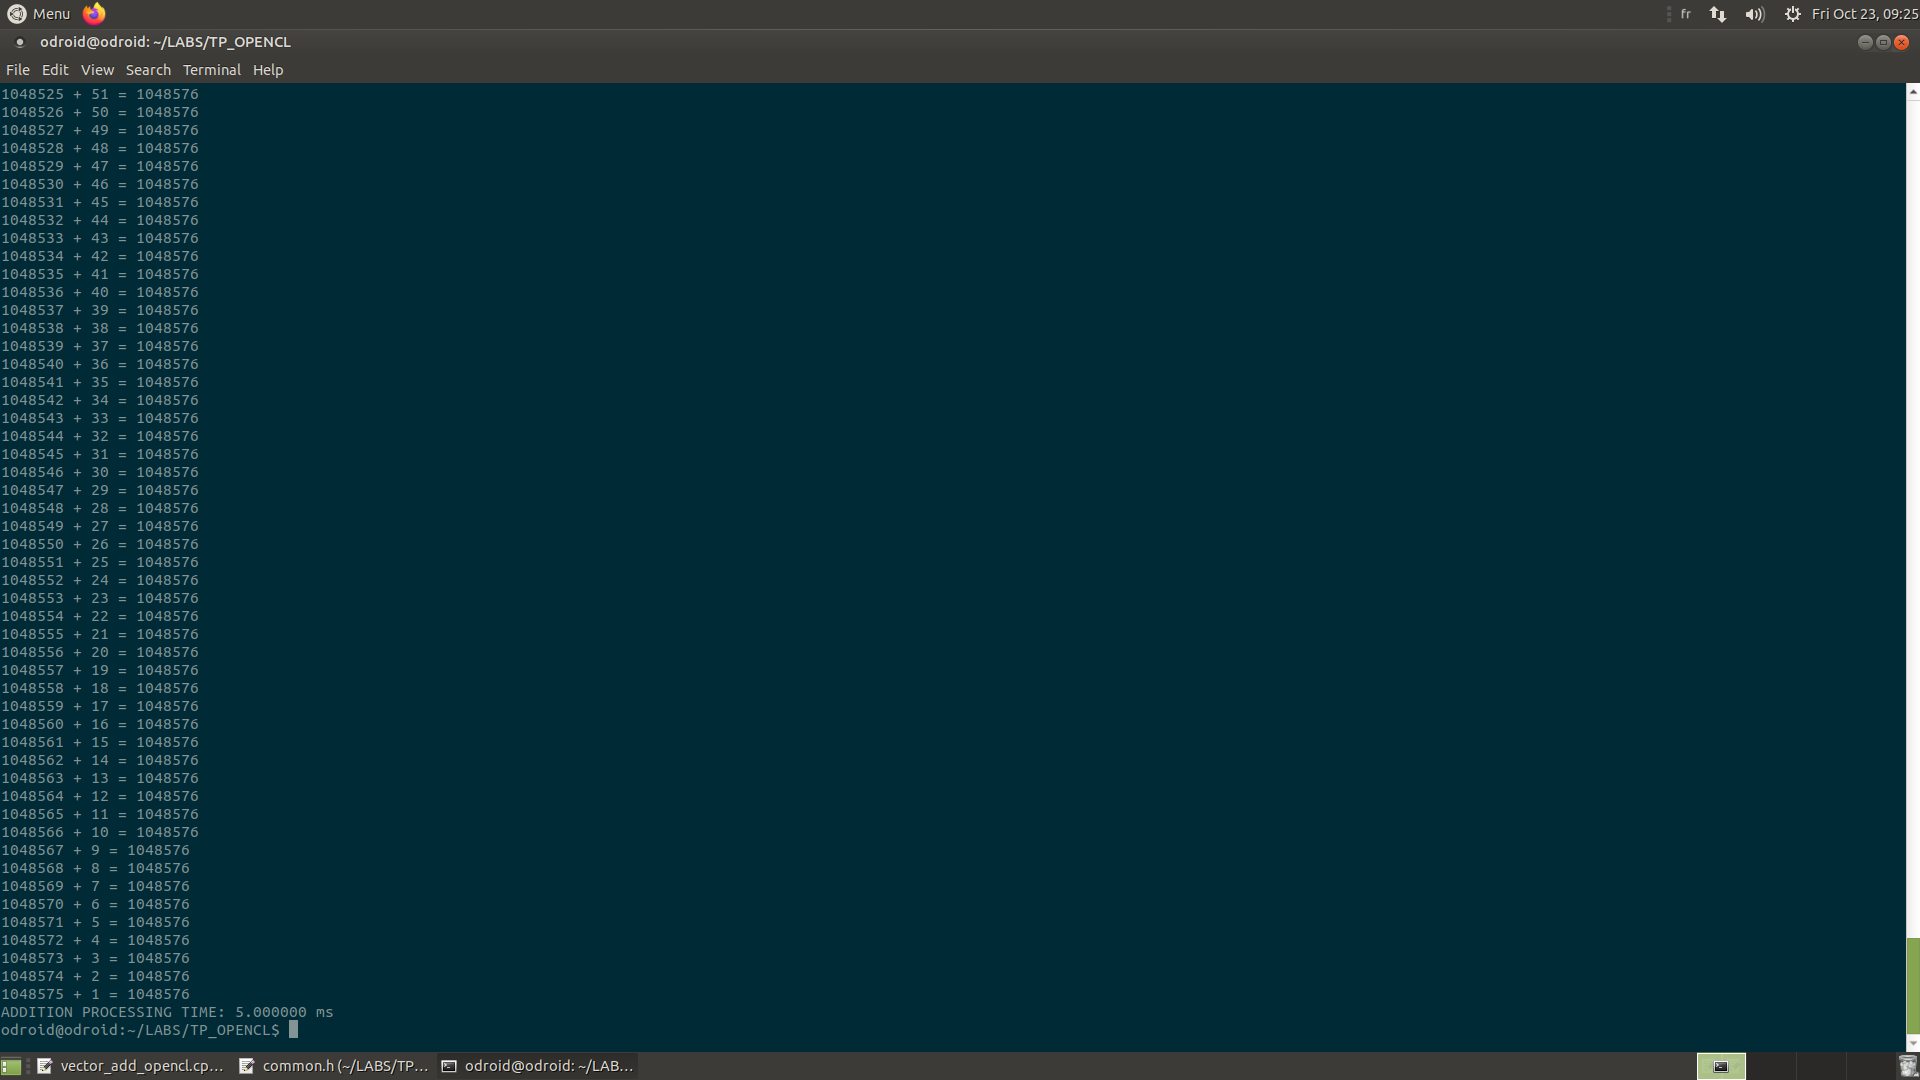 Menu
fr
Fri Oct 23, 09:25
odroid@odroid: ~/LABS/TP_OPENCL
File Edit View Search Terminal Help
1048525 + 51 = 1048576
1048526 + 50 = 1048576
1048527 + 49 = 1048576
1048528 + 48 = 1048576
1048529 + 47 = 1048576
1048530 + 46 = 1048576
1048531 + 45 = 1048576
1048532 + 44 = 1048576
1048533 + 43 = 1048576
1048534 + 42 = 1048576
1048535 + 41 = 1048576
1048536 + 40 = 1048576
1048537 + 39 = 1048576
1048538 + 38 = 1048576
1048539 + 37 = 1048576
1048540 + 36 = 1048576
1048541 + 35 = 1048576
1048542 + 34 = 1048576
1048543 + 33 = 1048576
1048544 + 32 = 1048576
1048545 + 31 = 1048576
1048546 + 30 = 1048576
1048547 + 29 = 1048576
1048548 + 28 = 1048576
1048549 + 27 = 1048576
1048550 + 26 = 1048576
1048551 + 25 = 1048576
1048552 + 24 = 1048576
1048553 + 23 = 1048576
1048554 + 22 = 1048576
1048555 + 21 = 1048576
1048556 + 20 = 1048576
1048557 + 19 = 1048576
1048558 + 18 = 1048576
1048559 + 17 = 1048576
1048560 + 16 = 1048576
1048561 + 15 = 1048576
1048562 + 14 = 1048576
1048563 + 13 = 1048576
1048564 + 12 = 1048576
1048565 + 11 = 1048576
1048566 + 10 = 1048576
1048567 + 9 = 1048576
1048568 + 8 = 1048576
1048569 + 7 = 1048576
1048570 + 6 = 1048576
1048571 + 5 = 1048576
1048572 + 4 = 1048576
1048573 + 3 = 1048576
1048574 + 2 = 1048576
1048575 + 1 = 1048576
ADDITION PROCESSING TIME: 5.000000 ms
odroid@odroid:~/LABS/TP_OPENCL$
vector_add_opencl.cp...
common.h (~/LABS/TP...
odroid@odroid: ~/LAB...